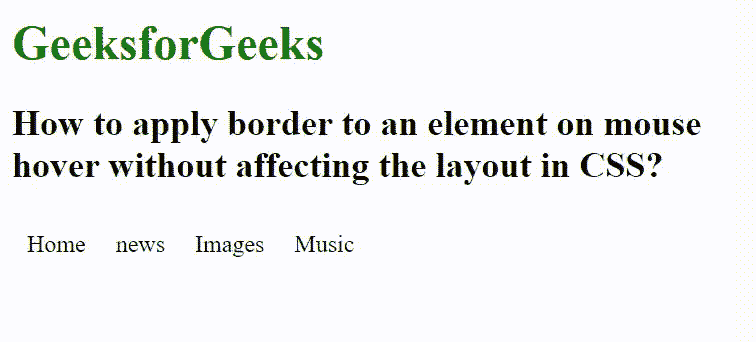 GeeksforGeeks
How to apply border to an element on mouse
hover without affecting the layout in CSS?
Home news Images Music